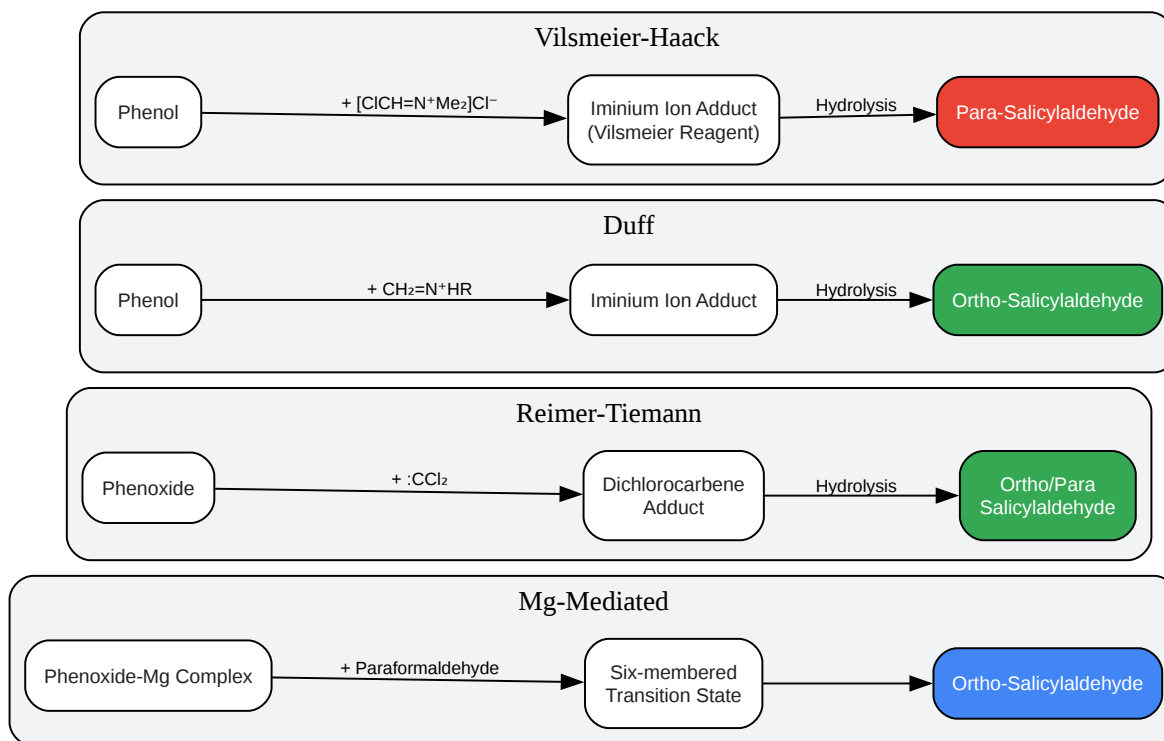 Vilsmeier-Haack
Phenol
+ [ClCH=N⁺Me₂]Cl⁻
Iminium Ion Adduct
(Vilsmeier Reagent)
Hydrolysis
Para-Salicylaldehyde
Duff
Phenol
+ CH₂=N⁺HR
Iminium Ion Adduct
Hydrolysis
Ortho-Salicylaldehyde
Reimer-Tiemann
Phenoxide
+ :CCl₂
Dichlorocarbene
Adduct
Hydrolysis
Ortho/Para
Salicylaldehyde
Mg-Mediated
Phenoxide-Mg Complex
+ Paraformaldehyde
Six-membered
Transition State
Ortho-Salicylaldehyde